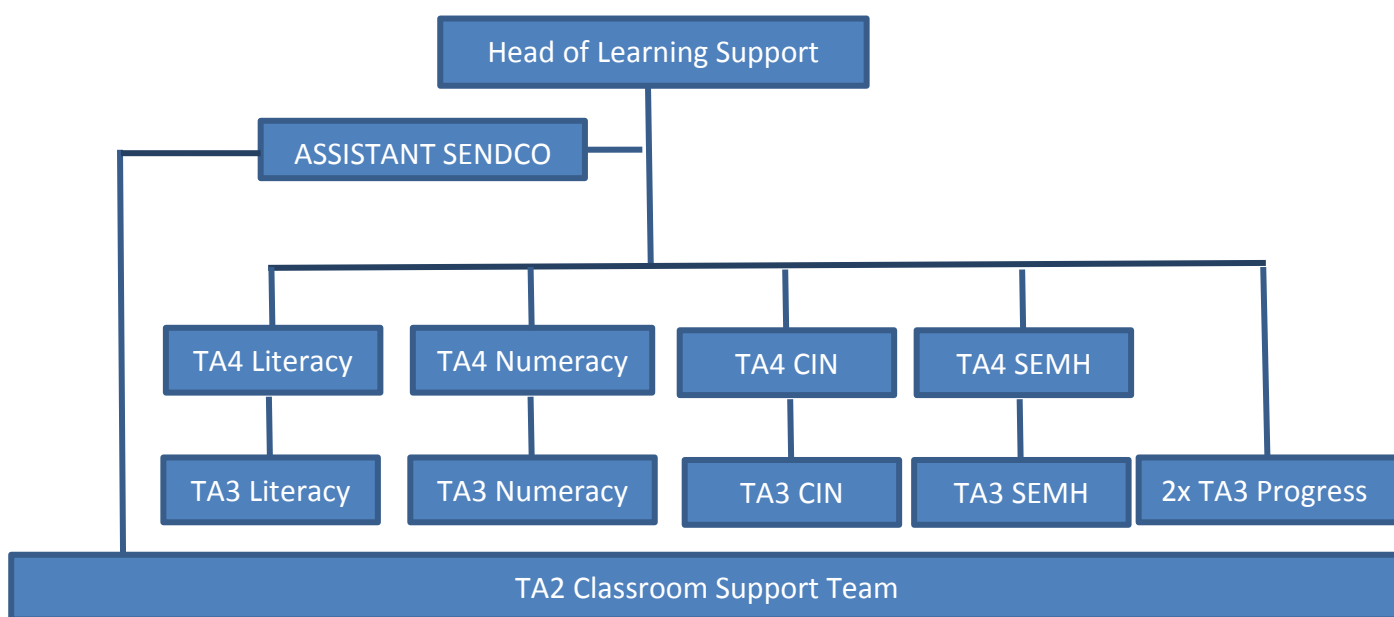 Head of Learning Support
ASSISTANT SENDCO
TA4 Literacy
TA4 Numeracy
TA4 CIN
TA4 SEMH
TA3 Literacy
TA3 Numeracy
TA3 CIN
TA3 SEMH
2x TA3 Progress
TA2 Classroom Support Team